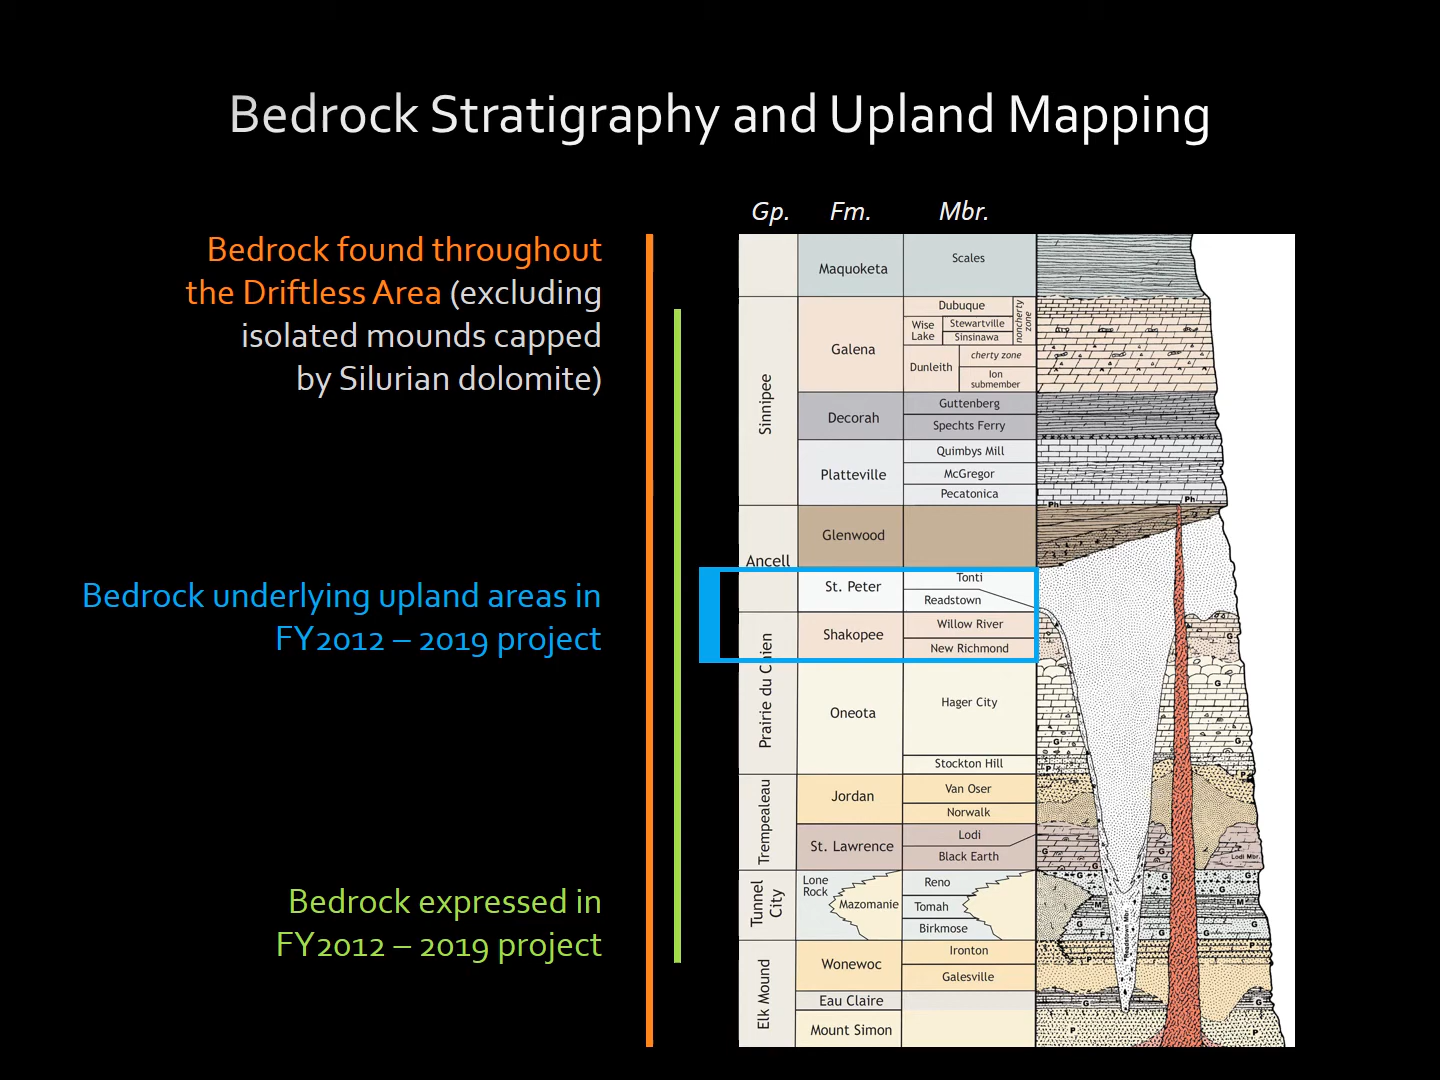 Bedrock Stratigraphy and Upland Mapping
Gp. Fm. Mbr.
Bedrock found throughout
the Driftless Area (excluding
isolated mounds capped
by Silurian dolomite)
Bedrock underlying upland areas in
FY2012 – 2019 project
Bedrock expressed in
FY2012 – 2019 project
Maquoketa
Scales
Sinnipee
Galena
Dubuque
Wise
Lake
Stewartville
Sinsinawa
noncherty
zone
Dunleith
cherty zone
Ion
submember
Decorah
Guttenberg
Spechts Ferry
Platteville
Quimbys Mill
McGregor
Pecatonica
Ancell
Glenwood
St. Peter
Tonti
Readstown
Prairie du Chien
Shakopee
Willow River
New Richmond
Oneota
Hager City
Stockton Hill
Trempealeau
Jordan
Van Oser
Norwalk
St. Lawrence
Lodi
Black Earth
Tunnel
City
Lone
Rock
Mazomanie
Reno
Tomah
Birkmose
Elk Mound
Wonewoc
Ironton
Galesville
Eau Claire
Mount Simon
Ph
Ph
G
G
G
G
P
P
G
G
G
Lodi Mbr.
G
M
M
G
G
F
G
P
P
G
G
P
P